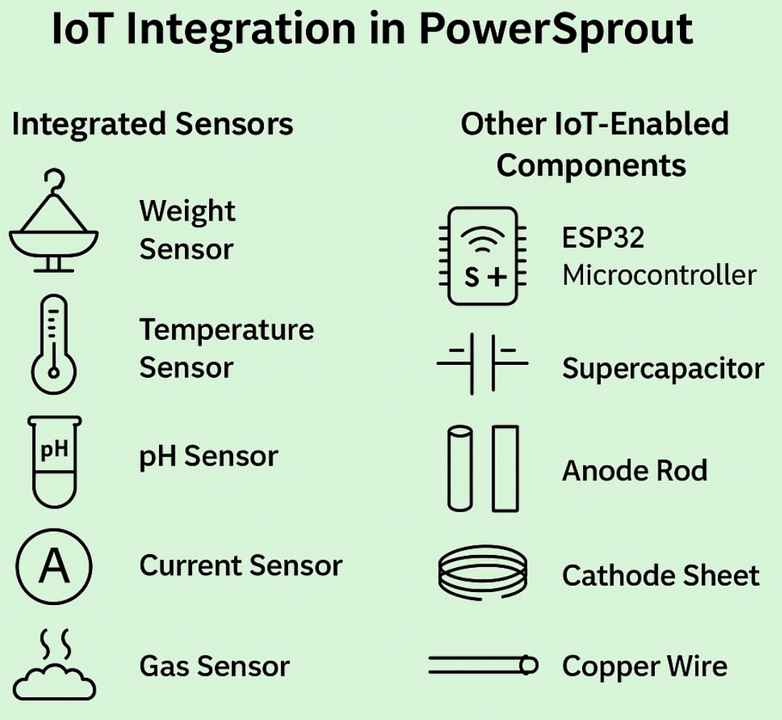 IoT Integration in PowerSprout
Integrated Sensors
Weight
Sensor
Temperature
Sensor
pH
pH Sensor
A
Current Sensor
Gas Sensor
Other IoT-Enabled
Components
S+
ESP32
Microcontroller
Supercapacitor
Anode Rod
Cathode Sheet
Copper Wire